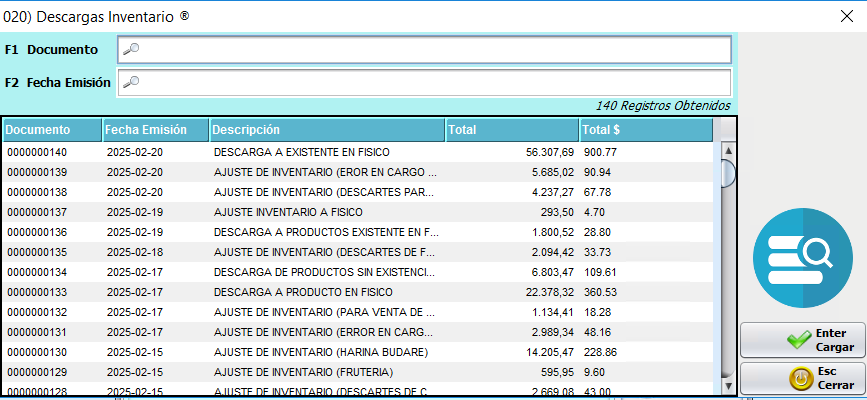 020) Descargas Inventario ®
F1 Documento
F2 Fecha Emisión
140 Registros Obtenidos
Documento Fecha Emisión Descripción Total Total $
0000000140 2025-02-20 DESCARGA A EXISTENTE EN FISICO 56.307,69 900.77
0000000139 2025-02-20 AJUSTE DE INVENTARIO (EROR EN CARGO ... 5.685,02 90.94
0000000138 2025-02-20 AJUSTE DE INVENTARIO (DESCARTES PAR... 4.237,27 67.78
0000000137 2025-02-19 AJUSTE INVENTARIO A FISICO 293,50 4.70
0000000136 2025-02-19 DESCARGA A PRODUCTOS EXISTENTE EN F... 1.800,52 28.80
0000000135 2025-02-18 AJUSTE DE INVENTARIO (DESCARTES DE F... 2.094,42 33.73
0000000134 2025-02-17 DESCARGA DE PRODUCTOS SIN EXISTENCI... 6.803,47 109.61
0000000133 2025-02-17 DESCARGA A PRODUCTO EN FISICO 22.378,32 360.53
0000000132 2025-02-17 AJUSTE DE INVENTARIO (PARA VENTA DE ... 1.134,41 18.28
0000000131 2025-02-17 AJUSTE DE INVENTARIO (ERROR EN CARG... 2.989,34 48.16
0000000130 2025-02-15 AJUSTE DE INVENTARIO (HARINA BUDARE) 14.205,47 228.86
0000000129 2025-02-15 AJUSTE DE INVENTARIO (FRUTERIA) 595,95 9.60
0000000128 2025-02-15 AJUSTE DE INVENTARIO (DESCARTES DE C... 2.669,08 43.00
Enter
Cargar
Esc
Cerrar